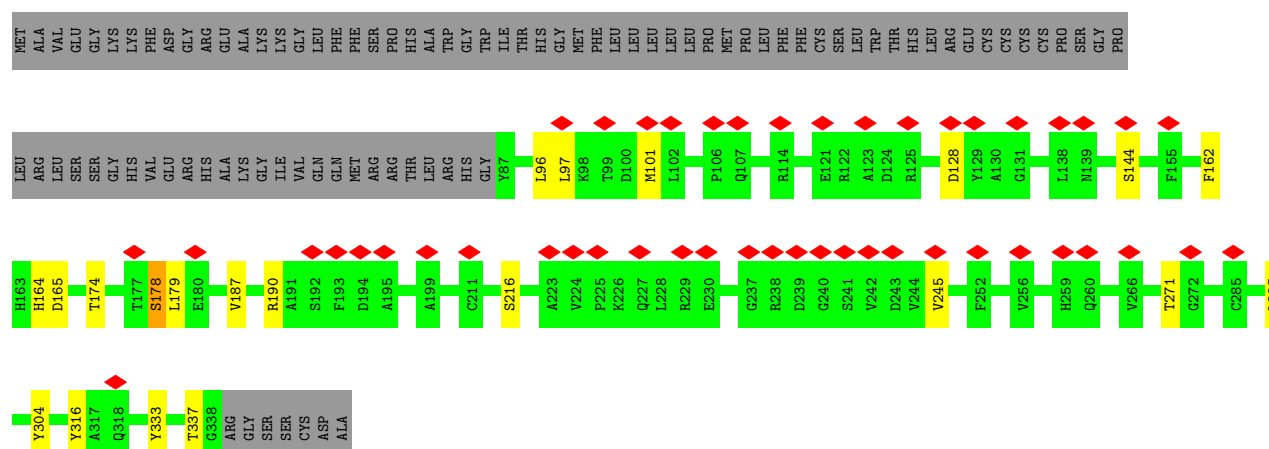 MET ALA VAL GLU GLY LYS LYS PHE ASP GLY ARG GLU ALA LYS LYS GLY LEU PHE PHE SER PRO HIS ALA TRP GLY TRP ILE THR HIS GLY MET PHE LEU LEU LEU LEU LEU PRO MET PRO LEU PHE PHE CYS SER LEU TRP THR HIS LEU ARG GLU CYS CYS CYS CYS PRO SER GLY PRO
LEU ARG LEU SER SER GLY HIS VAL GLU ARG HIS ALA LYS GLY ILE VAL GLN GLN MET ARG ARG THR LEU ARG HIS GLY Y87 L96 L97 K98 T99 D100 M101 L102 P106 Q107 R114 E121 R122 A123 D124 R125 D128 Y129 A130 G131 L138 N139 S144 F155 F162
H163 H164 D165 T174 T177 S178 L179 E180 V187 R190 A191 S192 F193 D194 A195 A199 C211 S216 A223 V224 P225 K226 Q227 L228 R229 E230 G237 R238 D239 G240 S241 V242 D243 V244 V245 F252 V256 H259 Q260 V266 T271 G272 C285
Y304 Y316 A317 Q318 Y333 T337 G338 ARG GLY SER SER CYS ASP ALA